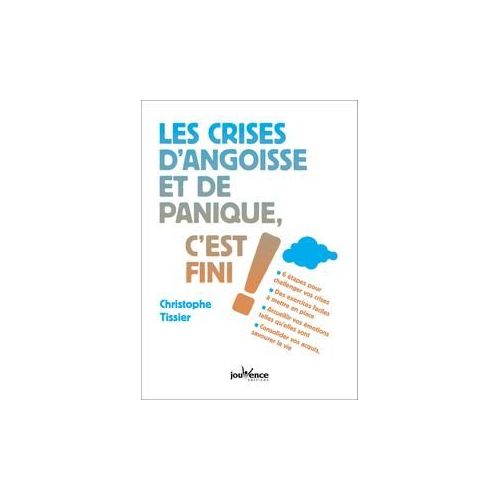 LES CRISES
D'ANGOISSE
ET DE
PANIQUE,
C'EST
FINI !
Christophe
Tissier
6 étapes pour
challenger vos crises
Des exercices faciles
à mettre en place
Accueillir vos émotions
telles qu'elles sont
Consolider vos acquis,
savourer la vie
jouvence
EDITIONS